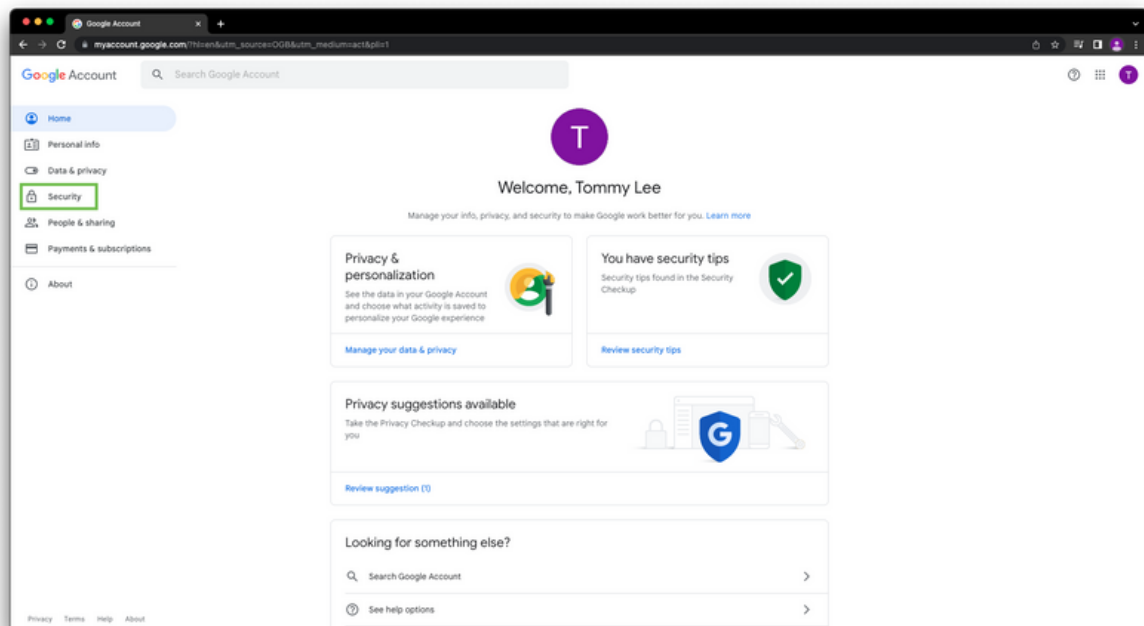 Google Account
myaccount.google.com/?hl=en&utm_source=OGB&utm_medium=act&pli=1
Google Account
Search Google Account
T
Home
Personal info
Data & privacy
Security
People & sharing
Payments & subscriptions
About
T
Welcome, Tommy Lee
Manage your info, privacy, and security to make Google work better for you. Learn more
Privacy &
personalization
See the data in your Google Account
and choose what activity is saved to
personalize your Google experience
Manage your data & privacy
You have security tips
Security tips found in the Security
Checkup
Review security tips
Privacy suggestions available
Take the Privacy Checkup and choose the settings that are right for
you
G
Review suggestion (1)
Looking for something else?
Search Google Account
See help options
Privacy Terms Help About